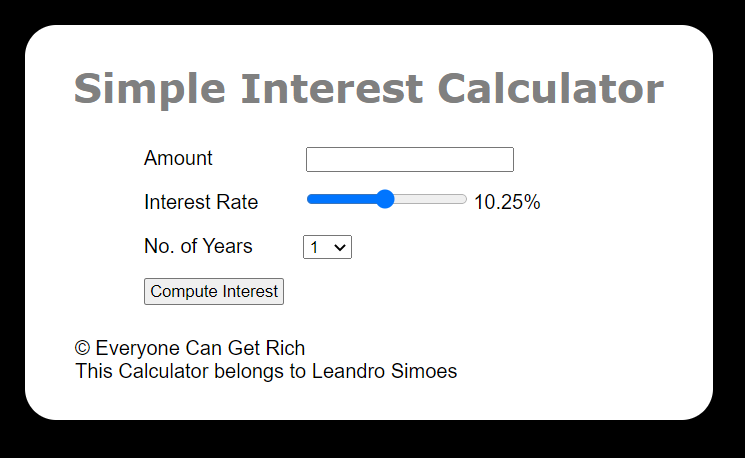 Simple Interest Calculator
Amount
Interest Rate 10.25%
No. of Years 1
Compute Interest
© Everyone Can Get Rich
This Calculator belongs to Leandro Simoes